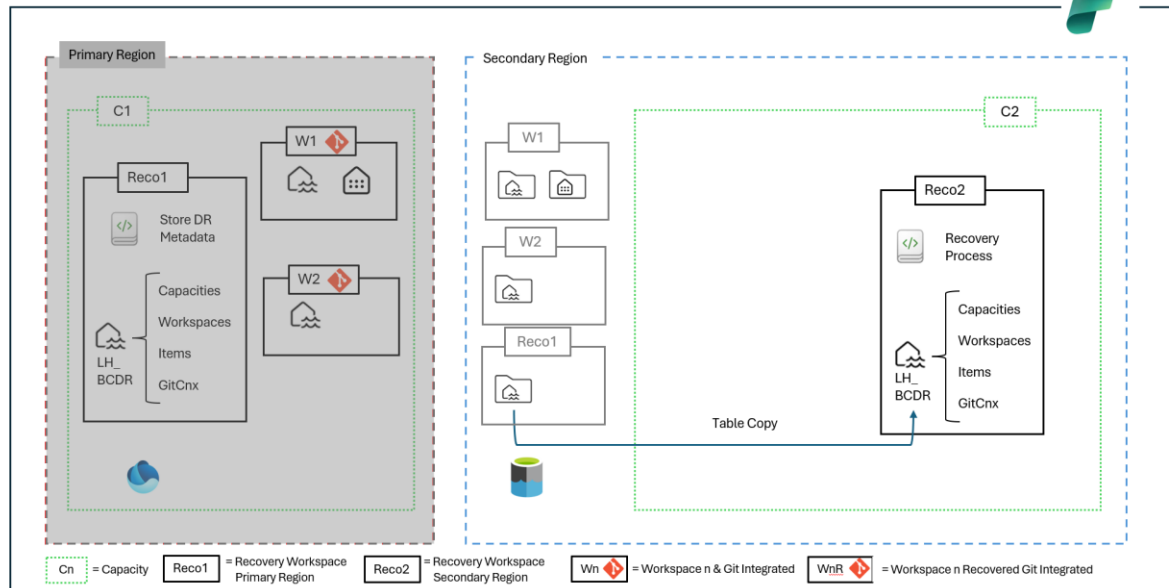 Primary Region
C1
Reco1
Store DR
Metadata
Capacities
Workspaces
Items
GitCnx
LH_
BCDR
W1
W2
Secondary Region
W1
W2
Reco1
Table Copy
C2
Reco2
Recovery
Process
Capacities
Workspaces
Items
GitCnx
LH_
BCDR
Cn = Capacity
Reco1 = Recovery Workspace
Primary Region
Reco2 = Recovery Workspace
Secondary Region
Wn = Workspace n & Git Integrated
WnR = Workspace n Recovered Git Integrated